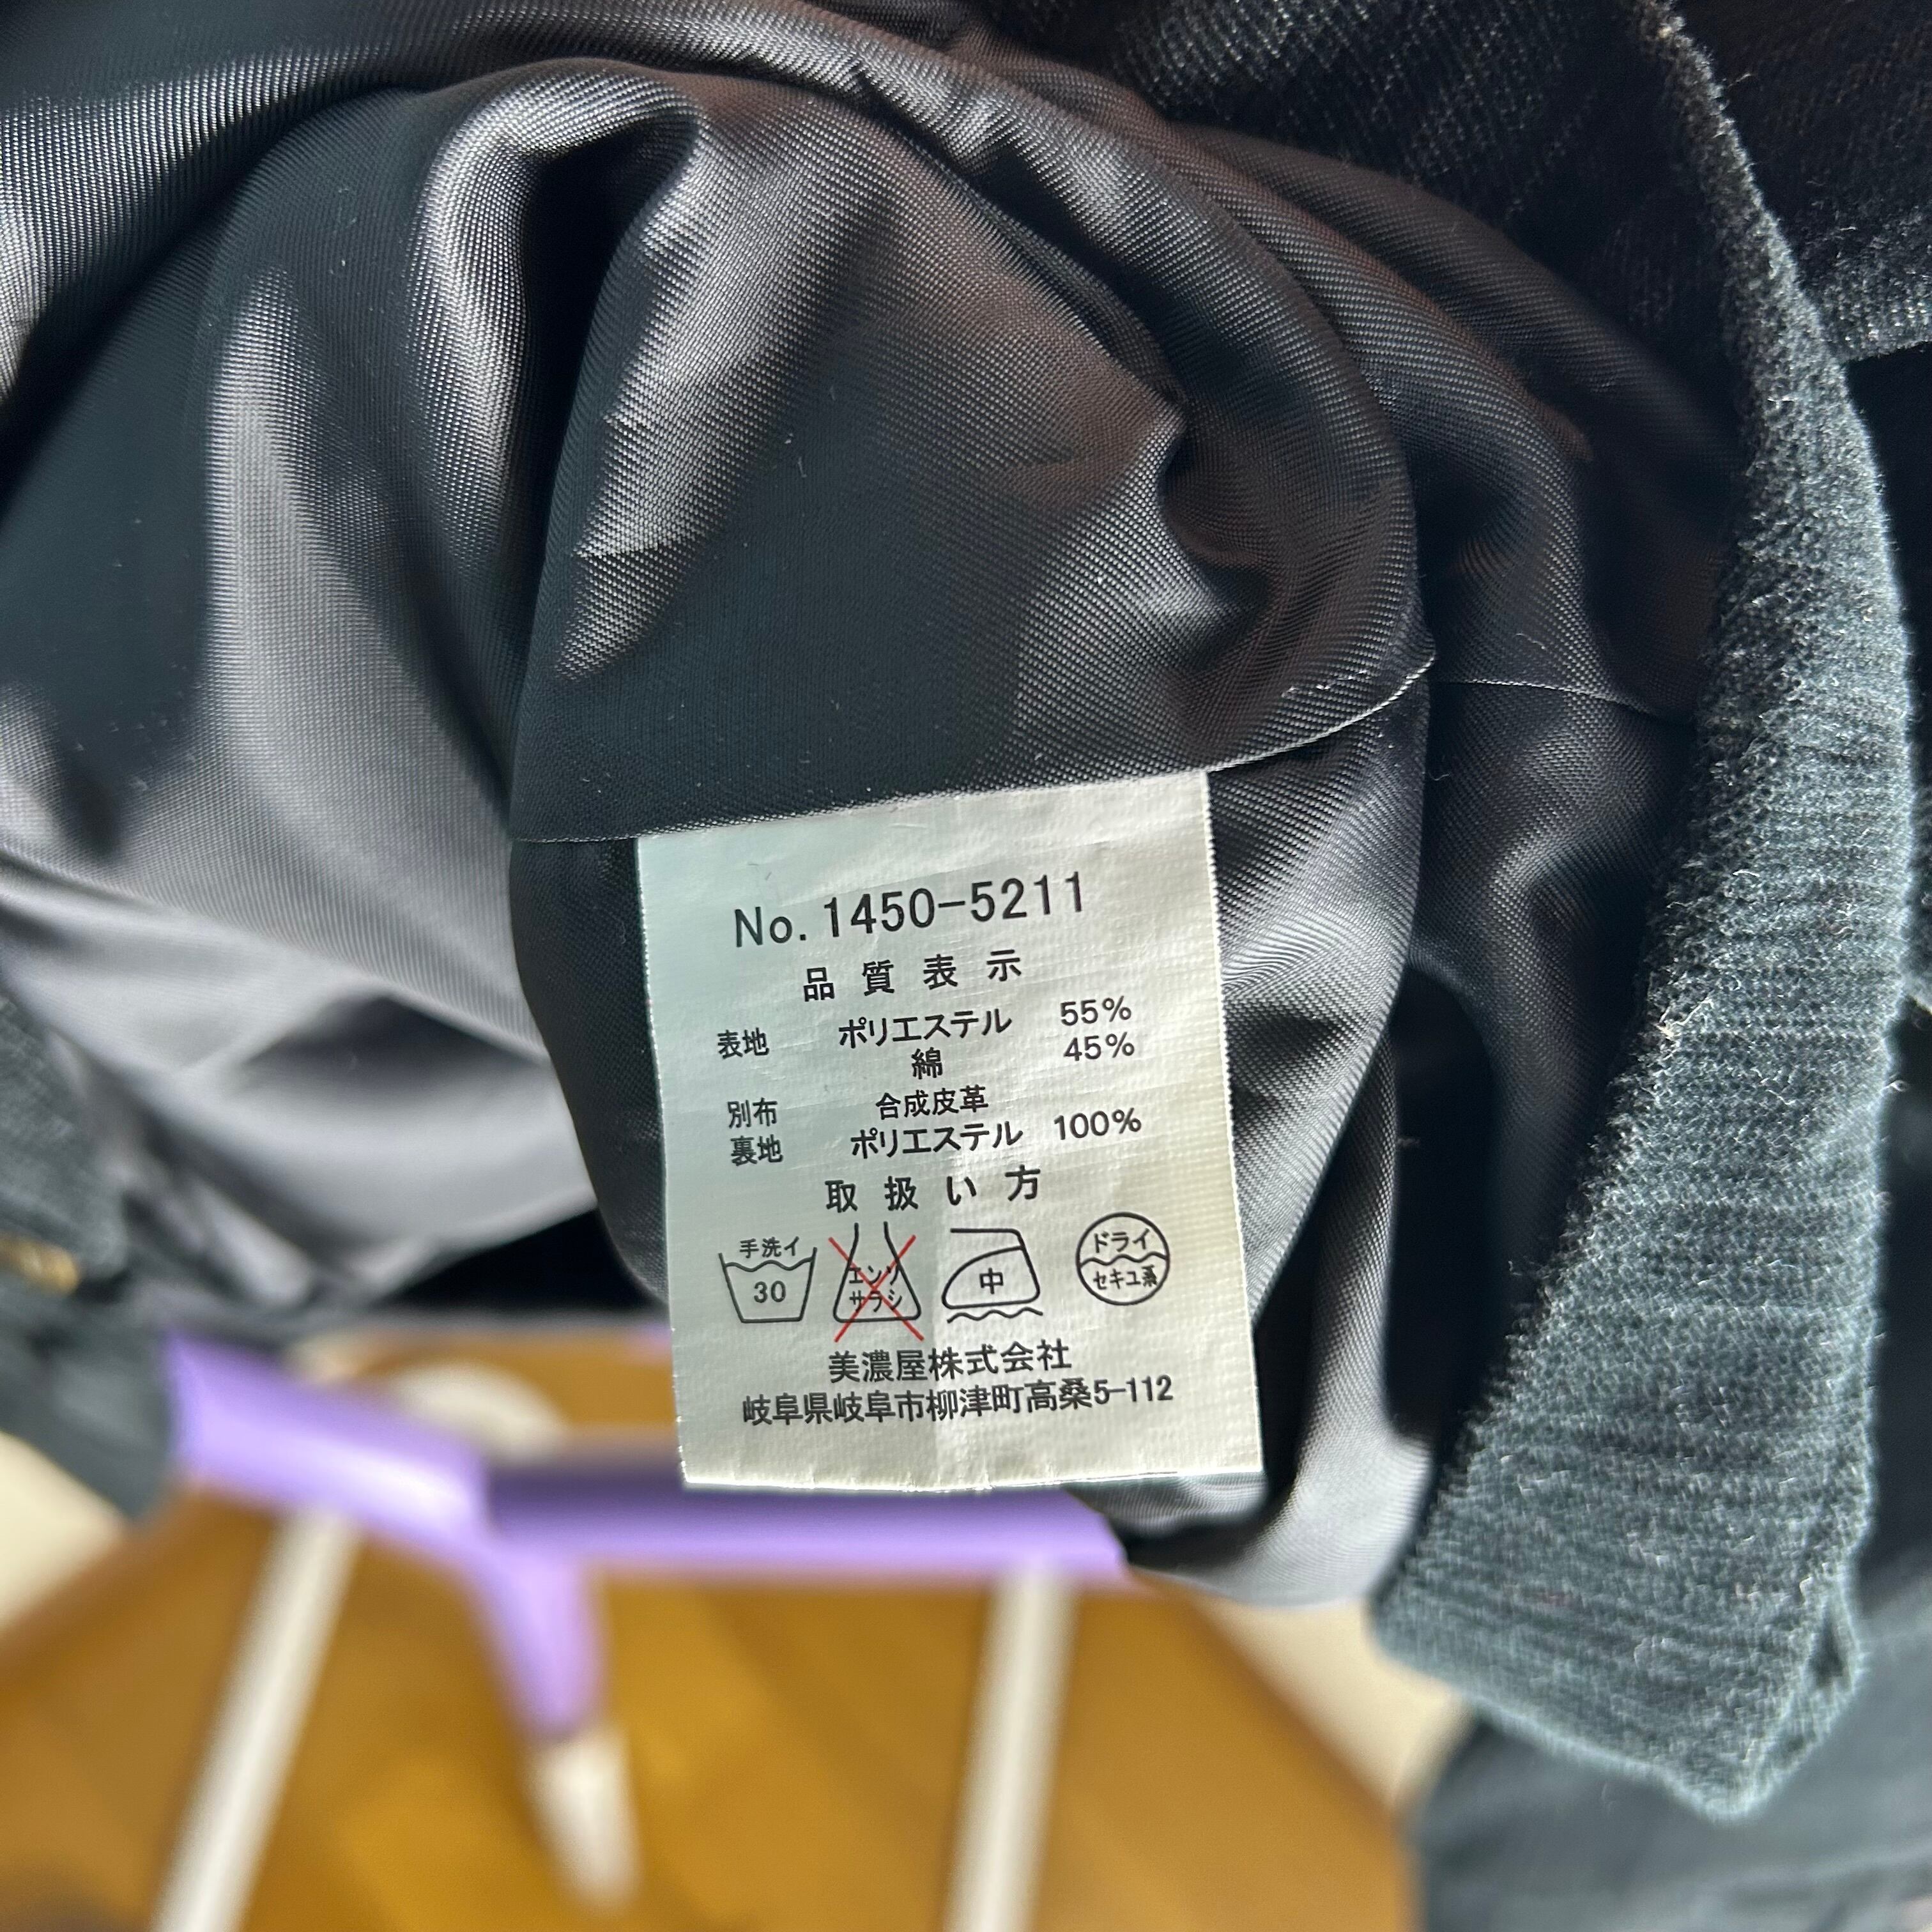 No.1450-5211
品質表示
表地 ポリエステル 55%
綿 45%
別布 合成皮革
裏地 ポリエステル 100%
取扱い方
手洗イ
30
エンソ
サラシ
中
ドライ
セキユ系
美濃屋株式会社
岐阜県岐阜市柳津町高桑5-112